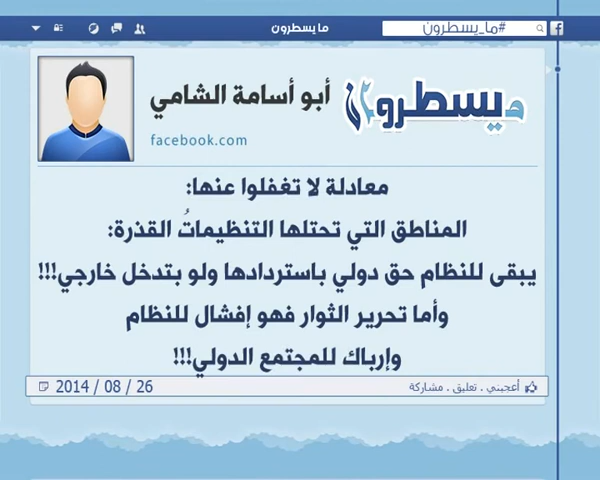 ما يسطرون
#ما_يسطرون
ما يسطرون
أبو أسامة الشامي
facebook.com
معادلة لا تغفلوا عنها:
المناطق التي تحتلها التنظيماتُ القذرة:
يبقى للنظام حق دولي باستردادها ولو بتدخل خارجي!!!
وأما تحرير الثوار فهو إفشال للنظام
وإرباك للمجتمع الدولي!!!
أعجبني . تعليق . مشاركة
2014 / 08 / 26